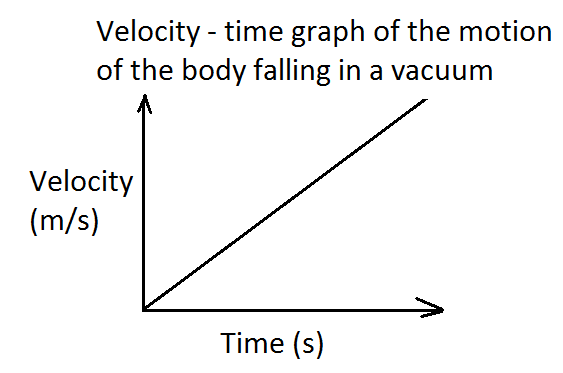 Velocity - time graph of the motion
of the body falling in a vacuum
Velocity
(m/s)
Time (s)